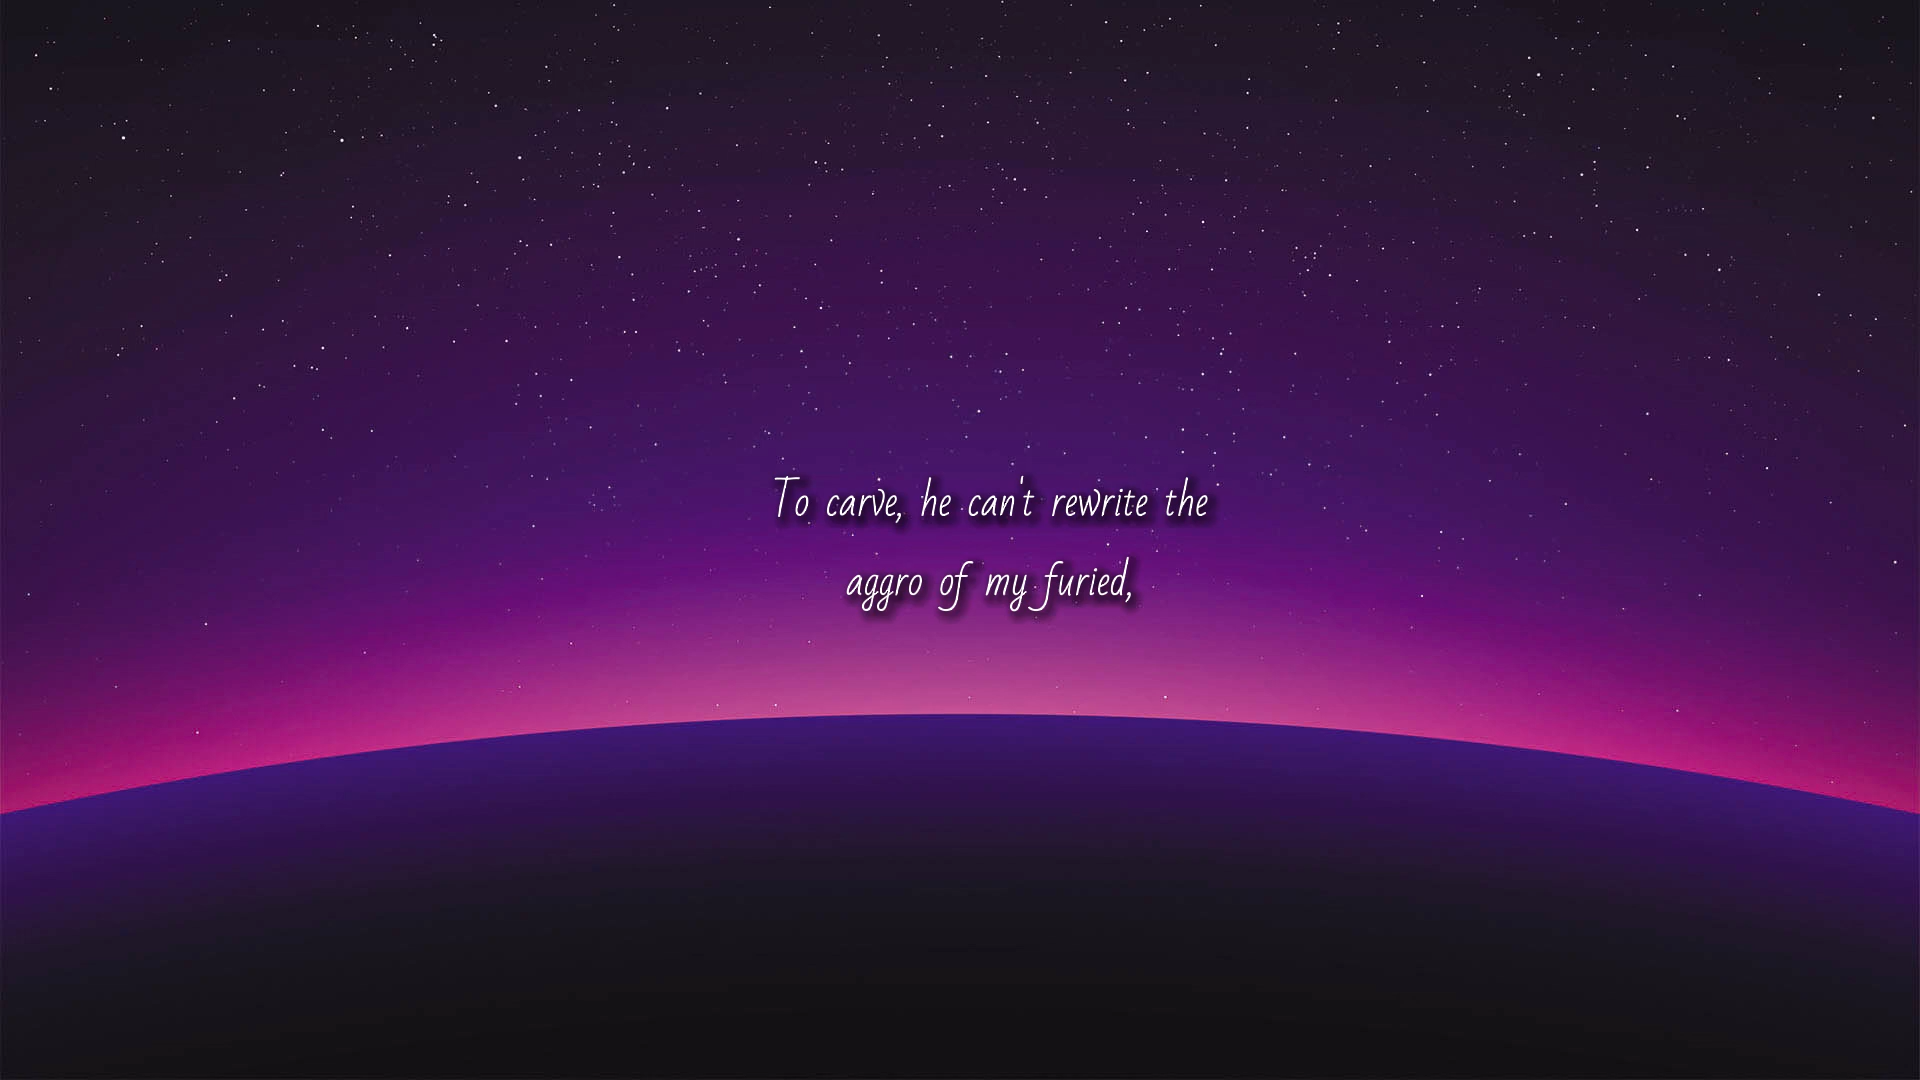 To carve, he can't rewrite the
aggro of my furied,